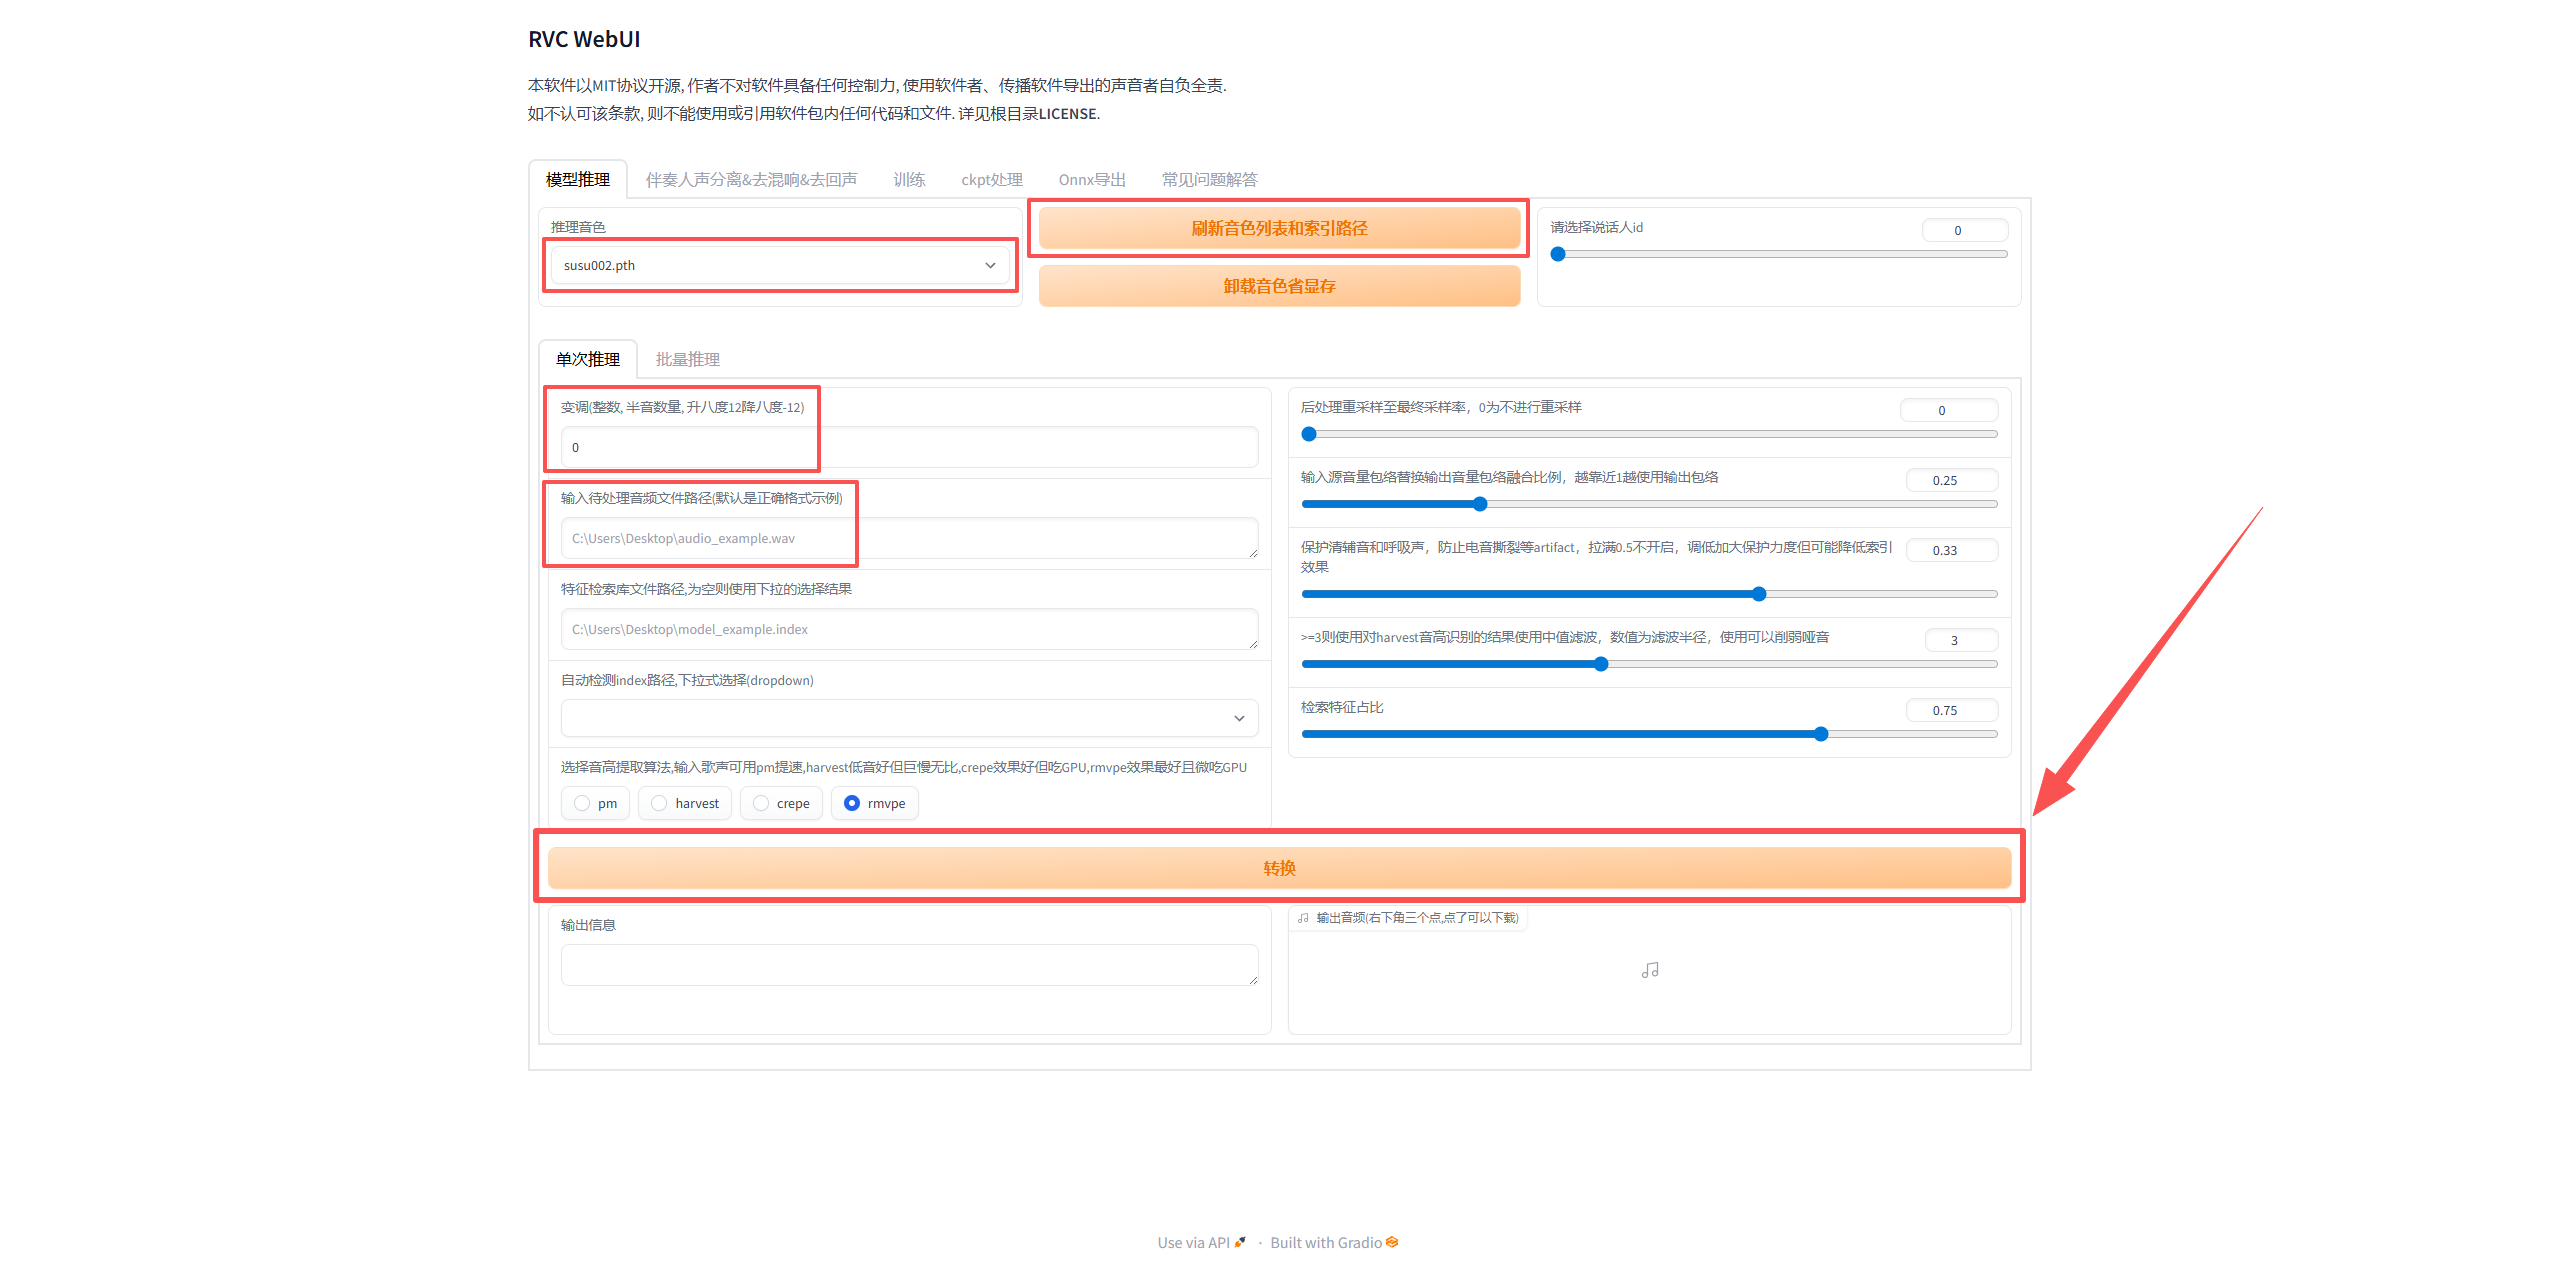 RVC WebUI
本软件以MIT协议开源, 作者不对软件具备任何控制力, 使用软件者、传播软件导出的声音者自负全责.
如不认可该条款, 则不能使用或引用软件包内任何代码和文件. 详见根目录LICENSE.
模型推理 伴奏人声分离&去混响&去回声 训练 ckpt处理 Onnx导出 常见问题解答
推理音色
susu002.pth
刷新音色列表和索引路径
卸载音色省显存
请选择说话人id
0
单次推理 批量推理
变调(整数, 半音数量, 升八度12降八度-12)
0
输入待处理音频文件路径(默认是正确格式示例)
C:\Users\Desktop\audio_example.wav
特征检索库文件路径,为空则使用下拉的选择结果
C:\Users\Desktop\model_example.index
自动检测index路径,下拉式选择(dropdown)
选择音高提取算法,输入歌声可用pm提速,harvest低音好但巨慢无比,crepe效果好但吃GPU,rmvpe效果最好且微吃GPU
pm harvest crepe rmvpe
后处理重采样至最终采样率，0为不进行重采样
0
输入源音量包络替换输出音量包络融合比例，越靠近1越使用输出包络
0.25
保护清辅音和呼吸声，防止电音撕裂等artifact，拉满0.5不开启，调低加大保护力度但可能降低索引
效果
0.33
>=3则使用对harvest音高识别的结果使用中值滤波，数值为滤波半径，使用可以削弱哑音
3
检索特征占比
0.75
转换
输出信息
输出音频(右下角三个点,点了可以下载)
Use via API · Built with Gradio